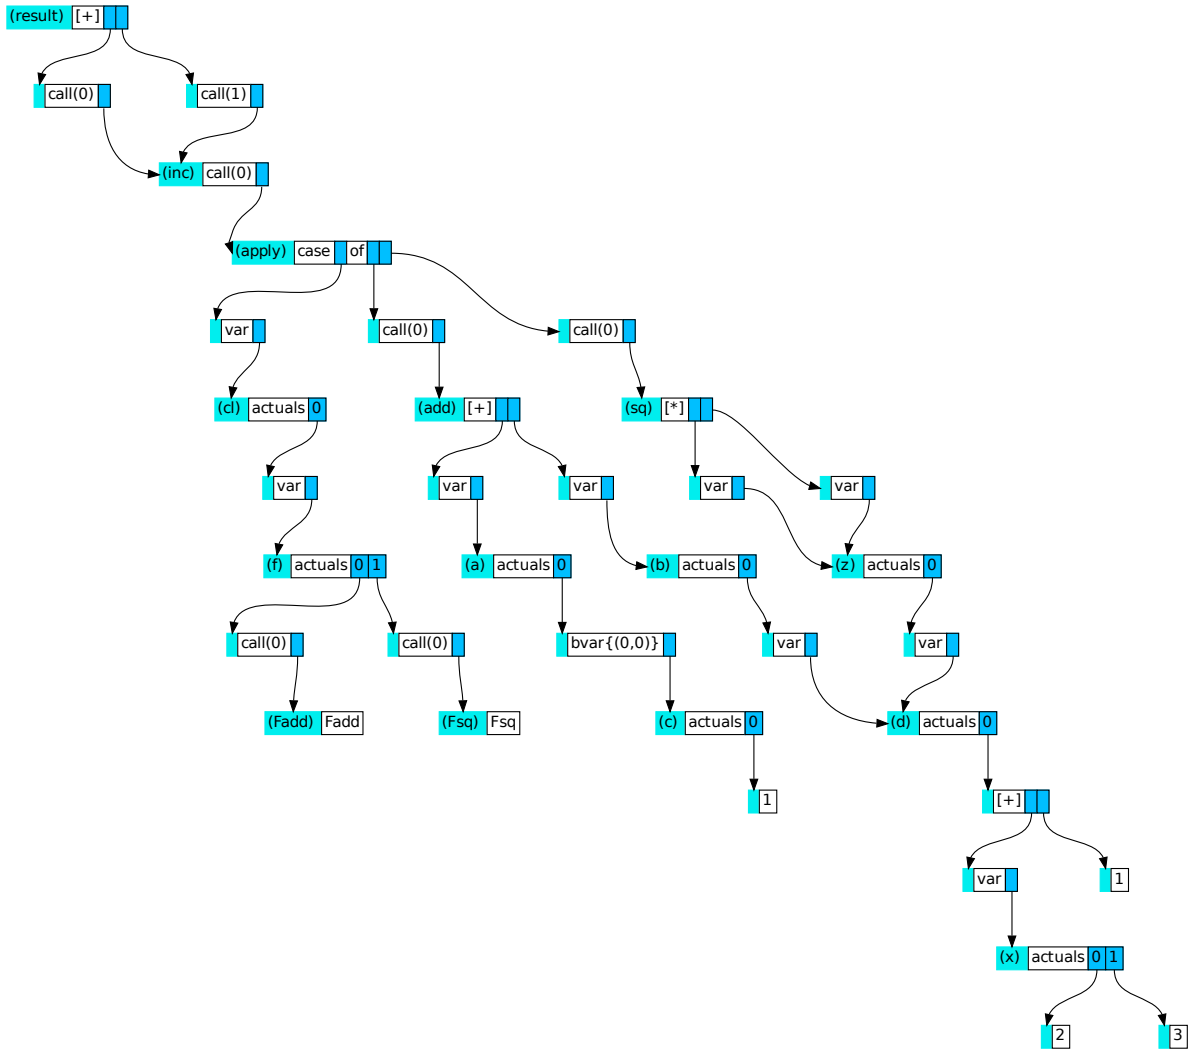 (result) [+]
call(0) call(1)
(inc) call(0)
(apply) case of
var call(0) call(0)
(cl) actuals 0 (add) [+] (sq) [*]
var var var var var
(f) actuals 0 1 (a) actuals 0 (b) actuals 0 (z) actuals 0
call(0) call(0) bvar{(0,0)} var var
(Fadd) Fadd (Fsq) Fsq (c) actuals 0 (d) actuals 0
1 [+]
var 1
(x) actuals 0 1
2 3